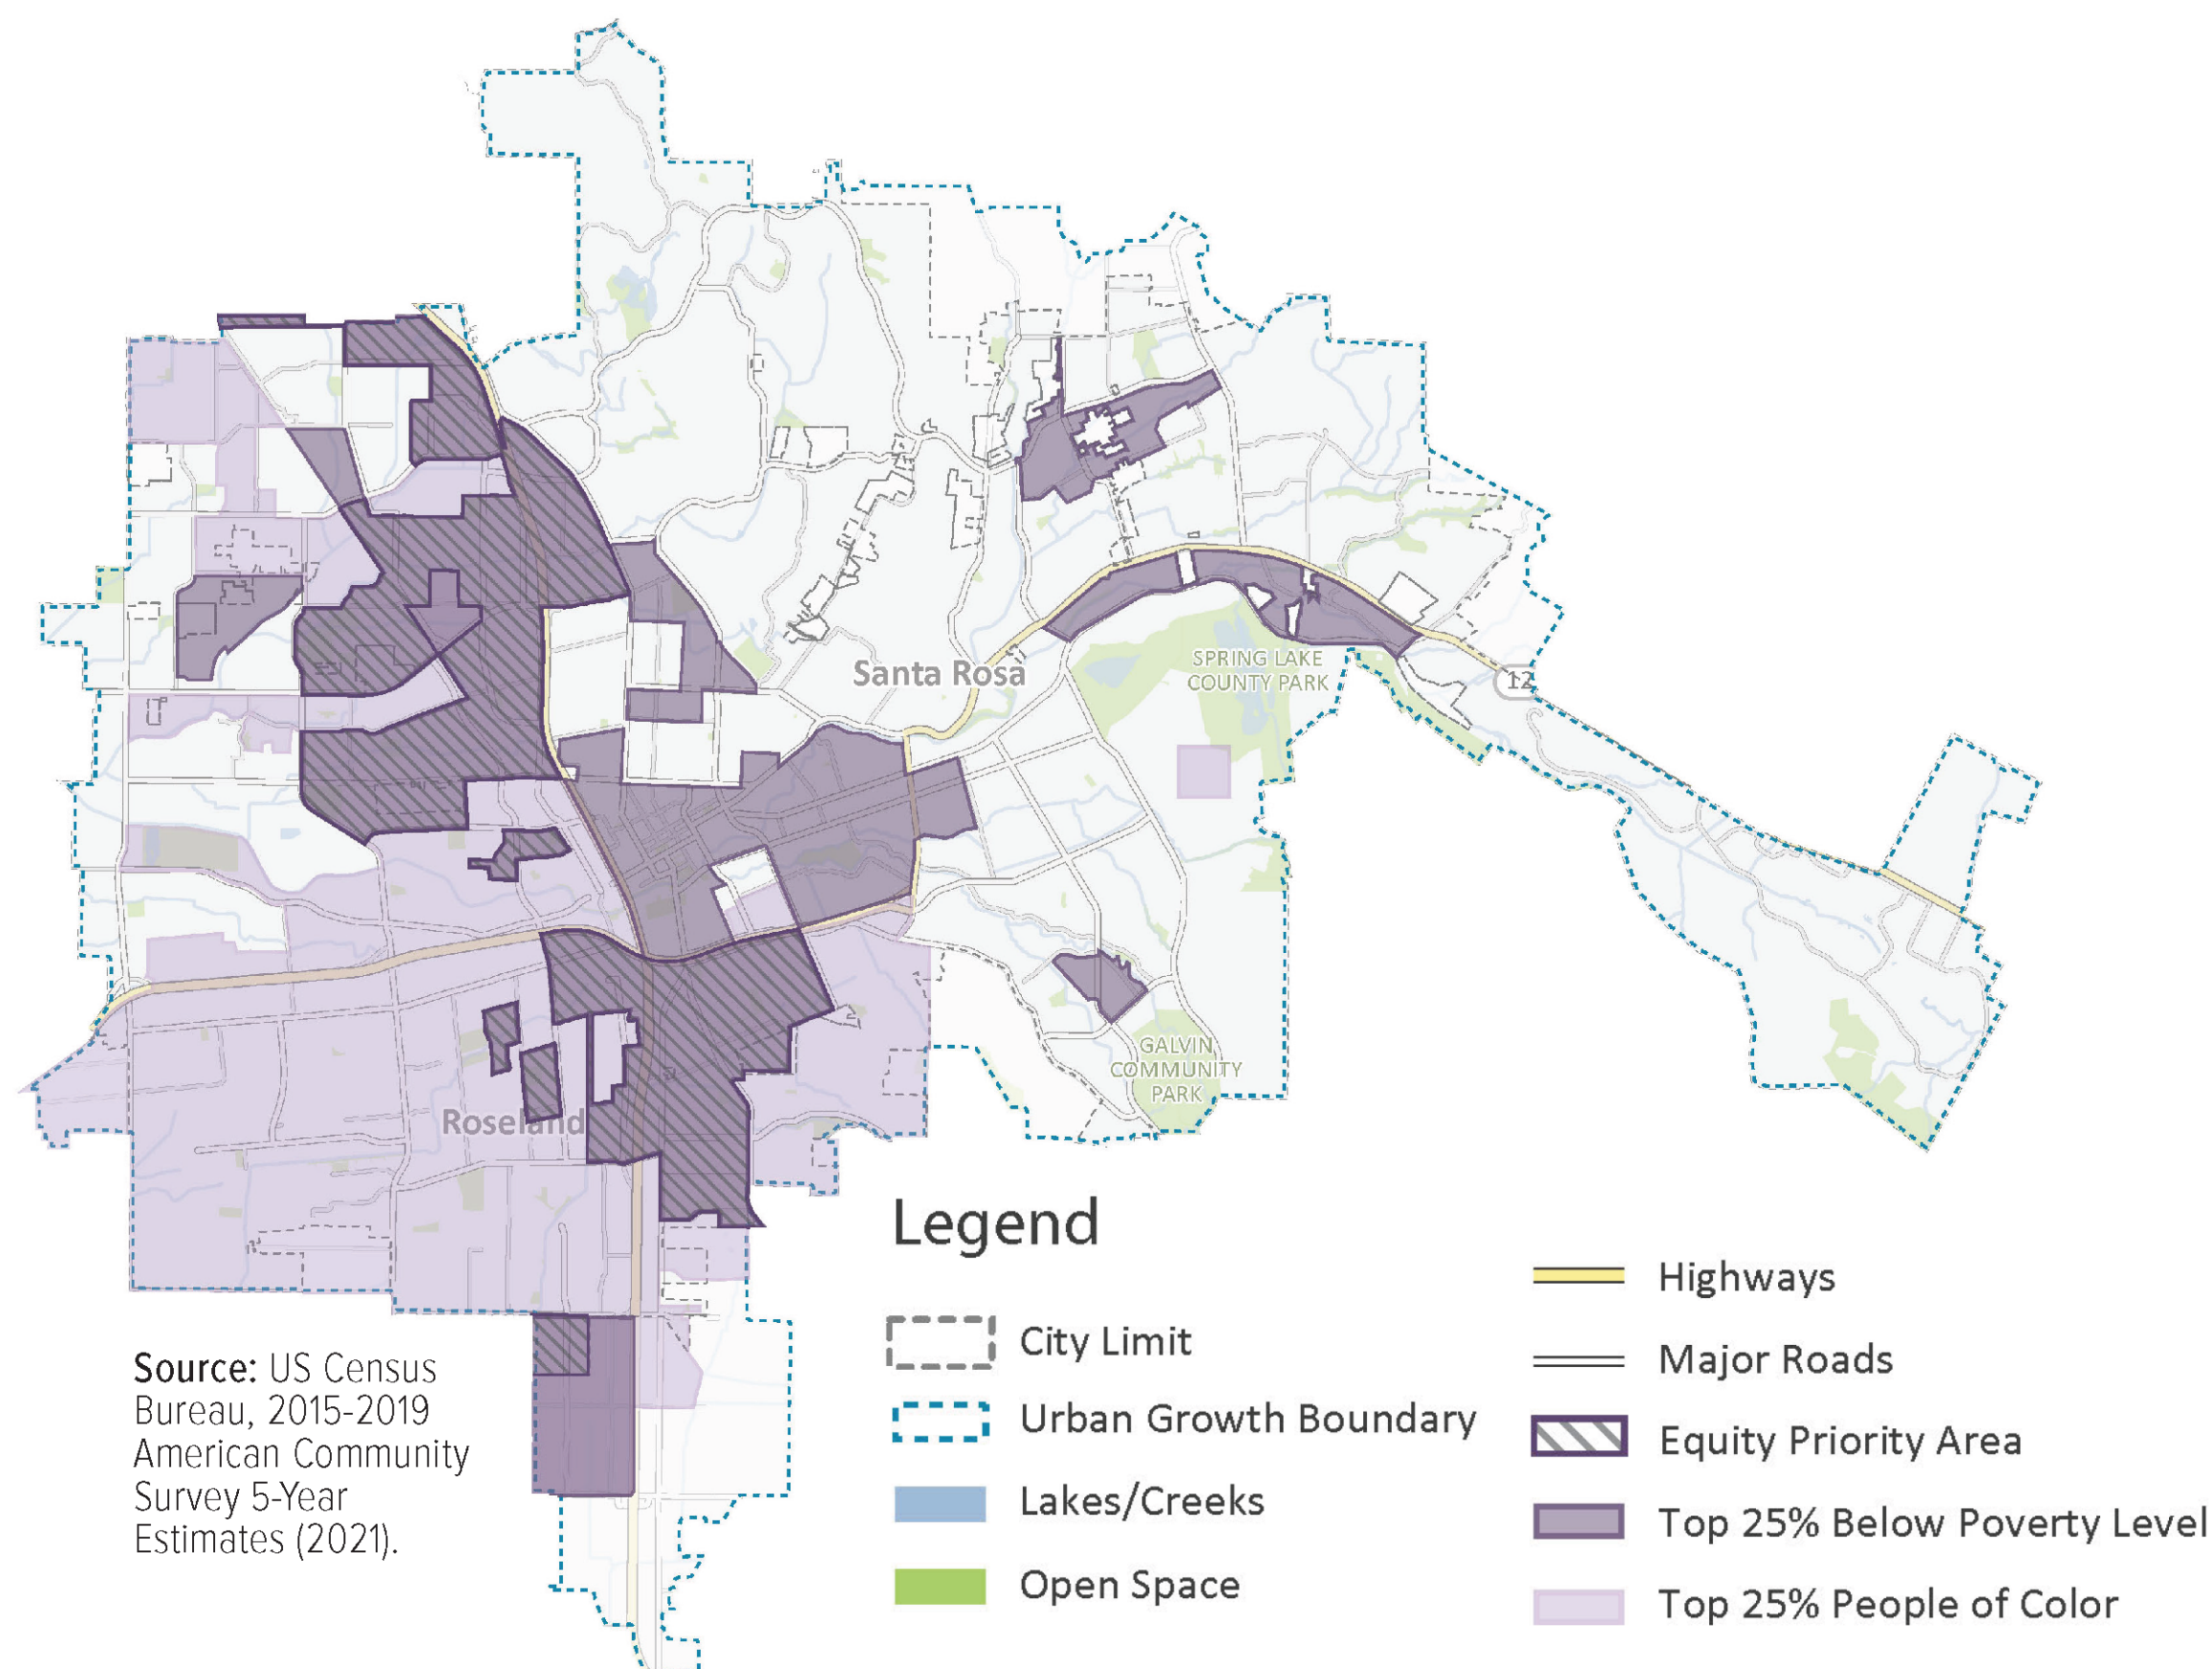 Santa Rosa
SPRING LAKE
COUNTY PARK
12
GALVIN
COMMUNITY
PARK
Roseland
Legend
City Limit
Urban Growth Boundary
Lakes/Creeks
Open Space
Highways
Major Roads
Equity Priority Area
Top 25% Below Poverty Level
Top 25% People of Color
Source: US Census
Bureau, 2015-2019
American Community
Survey 5-Year
Estimates (2021).